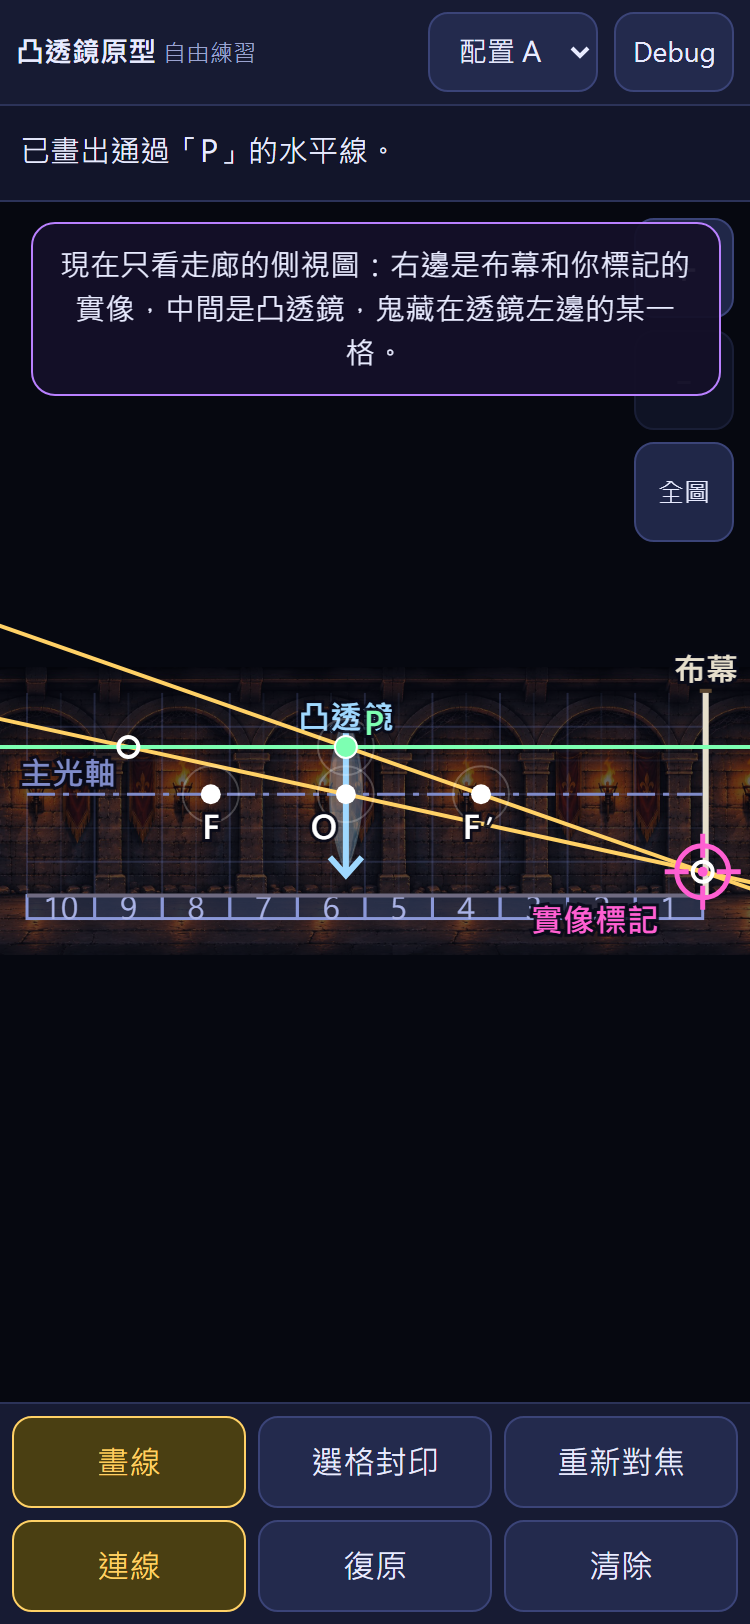 凸透鏡原型 自由練習 配置 A Debug
已畫出通過「P」的水平線。
現在只看走廊的側視圖：右邊是布幕和你標記的
實像，中間是凸透鏡，鬼藏在透鏡左邊的某一
格。
全圖
布幕
凸透鏡
P
主光軸
F O F′
10 9 8 7 6 5 4 3 2 1
實像標記
畫線 選格封印 重新對焦
連線 復原 清除